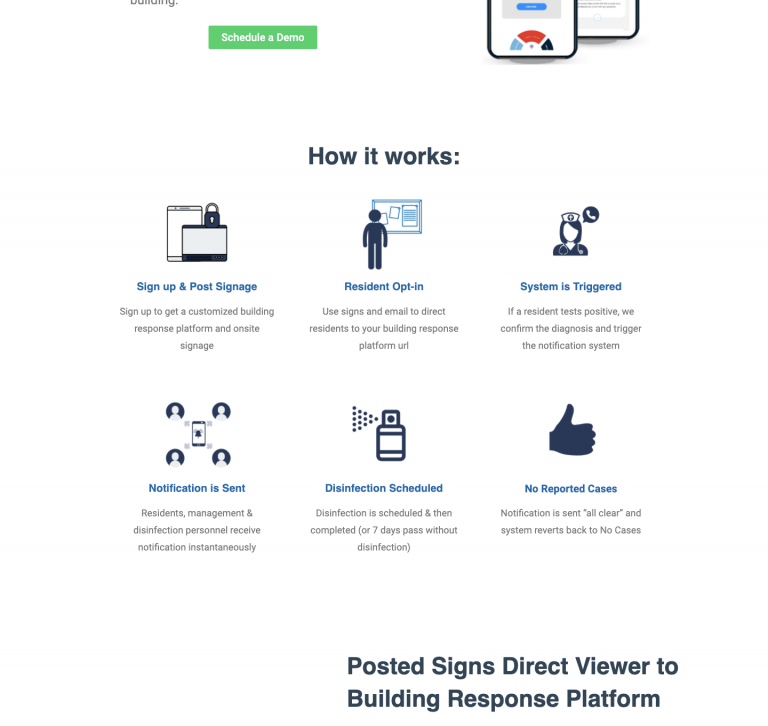 building.
Schedule a Demo
How it works:
Sign up & Post Signage
Sign up to get a customized building
response platform and onsite
signage
Resident Opt-in
Use signs and email to direct
residents to your building response
platform url
System is Triggered
If a resident tests positive, we
confirm the diagnosis and trigger
the notification system
Notification is Sent
Residents, management &
disinfection personnel receive
notification instantaneously
Disinfection Scheduled
Disinfection is scheduled & then
completed (or 7 days pass without
disinfection)
No Reported Cases
Notification is sent “all clear” and
system reverts back to No Cases
Posted Signs Direct Viewer to
Building Response Platform